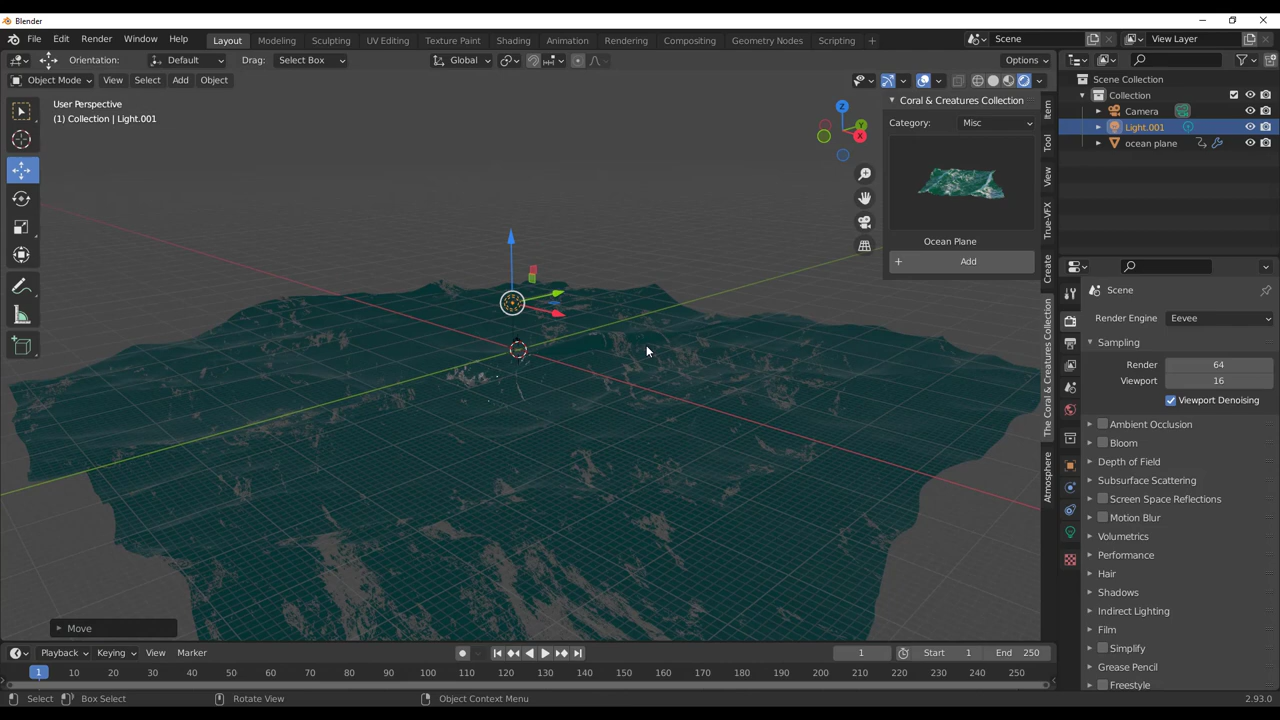 Blender
File Edit Render Window Help Layout Modeling Sculpting UV Editing Texture Paint Shading Animation Rendering Compositing Geometry Nodes Scripting + Scene View Layer
Orientation: Default Drag: Select Box Global Options
Object Mode View Select Add Object
User Perspective
(1) Collection | Light.001
Z
Y
X
Coral & Creatures Collection
Category: Misc
Ocean Plane
+ Add
Item
Tool
View
True-VFX
Create
The Coral & Creatures Collection
Atmosphere
Scene Collection
Collection
Camera
Light.001
ocean plane
Scene
Render Engine Eevee
Sampling
Render 64
Viewport 16
Viewport Denoising
Ambient Occlusion
Bloom
Depth of Field
Subsurface Scattering
Screen Space Reflections
Motion Blur
Volumetrics
Performance
Hair
Shadows
Indirect Lighting
Film
Simplify
Grease Pencil
Freestyle
Move
Playback Keying View Marker 1 Start 1 End 250
1 10 20 30 40 50 60 70 80 90 100 110 120 130 140 150 160 170 180 190 200 210 220 230 240 250
Select Box Select Rotate View Object Context Menu 2.93.0